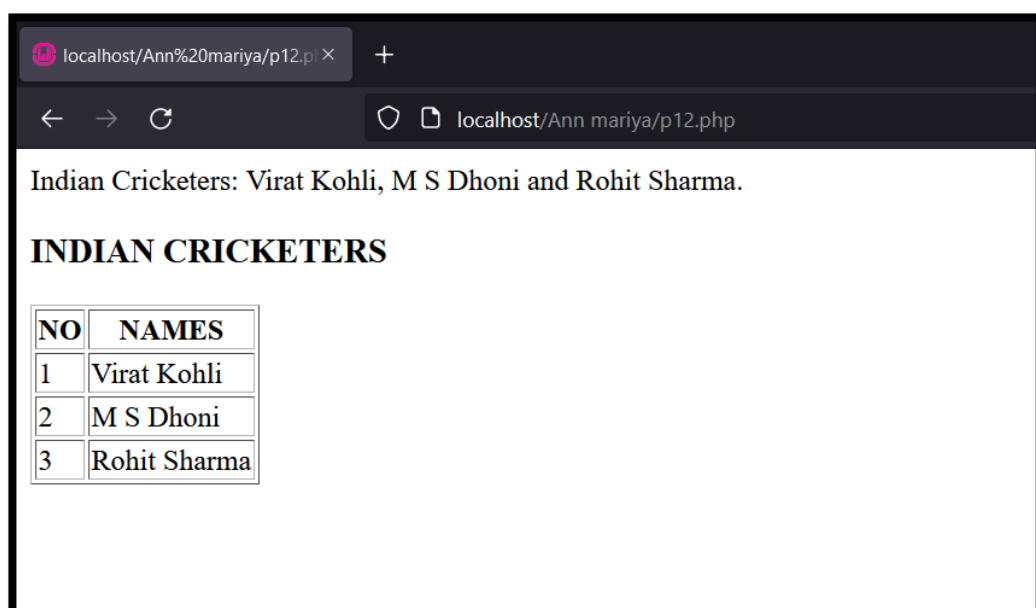 localhost/Ann%20mariya/p12.p
localhost/Ann mariya/p12.php
Indian Cricketers: Virat Kohli, M S Dhoni and Rohit Sharma.
INDIAN CRICKETERS
NO NAMES
1 Virat Kohli
2 M S Dhoni
3 Rohit Sharma